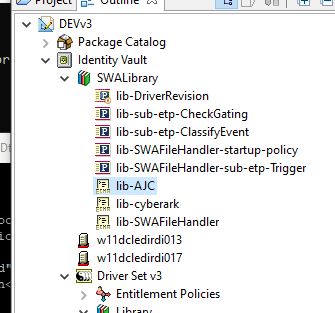 Project Outline
DEVv3
Package Catalog
Identity Vault
SWALibrary
lib-DriverRevision
lib-sub-etp-CheckGating
lib-sub-etp-ClassifyEvent
lib-SWAFileHandler-startup-policy
lib-SWAFileHandler-sub-etp-Trigger
lib-AJC
lib-cyberark
lib-SWAFileHandler
w11dcledirdi013
w11dcledirdi017
Driver Set v3
Entitlement Policies
Library